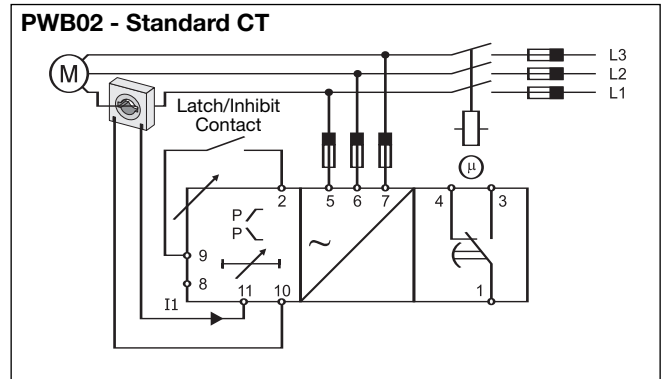 PWB02 - Standard CT
L3
M
L2
L1
Latch/Inhibit
Contact
μ
2
5
6
7
4
3
P
P
~
9
8
11
10
1
I1